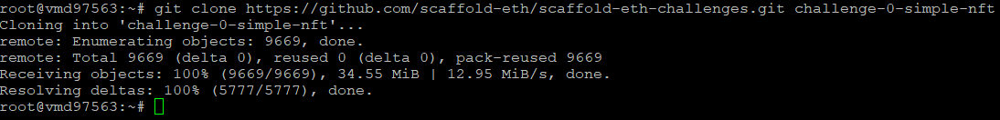 root@vmd97563:~# git clone https://github.com/scaffold-eth/scaffold-eth-challenges.git challenge-0-simple-nft
Cloning into 'challenge-0-simple-nft'...
remote: Enumerating objects: 9669, done.
remote: Total 9669 (delta 0), reused 0 (delta 0), pack-reused 9669
Receiving objects: 100% (9669/9669), 34.55 MiB | 12.95 MiB/s, done.
Resolving deltas: 100% (5777/5777), done.
root@vmd97563:~#